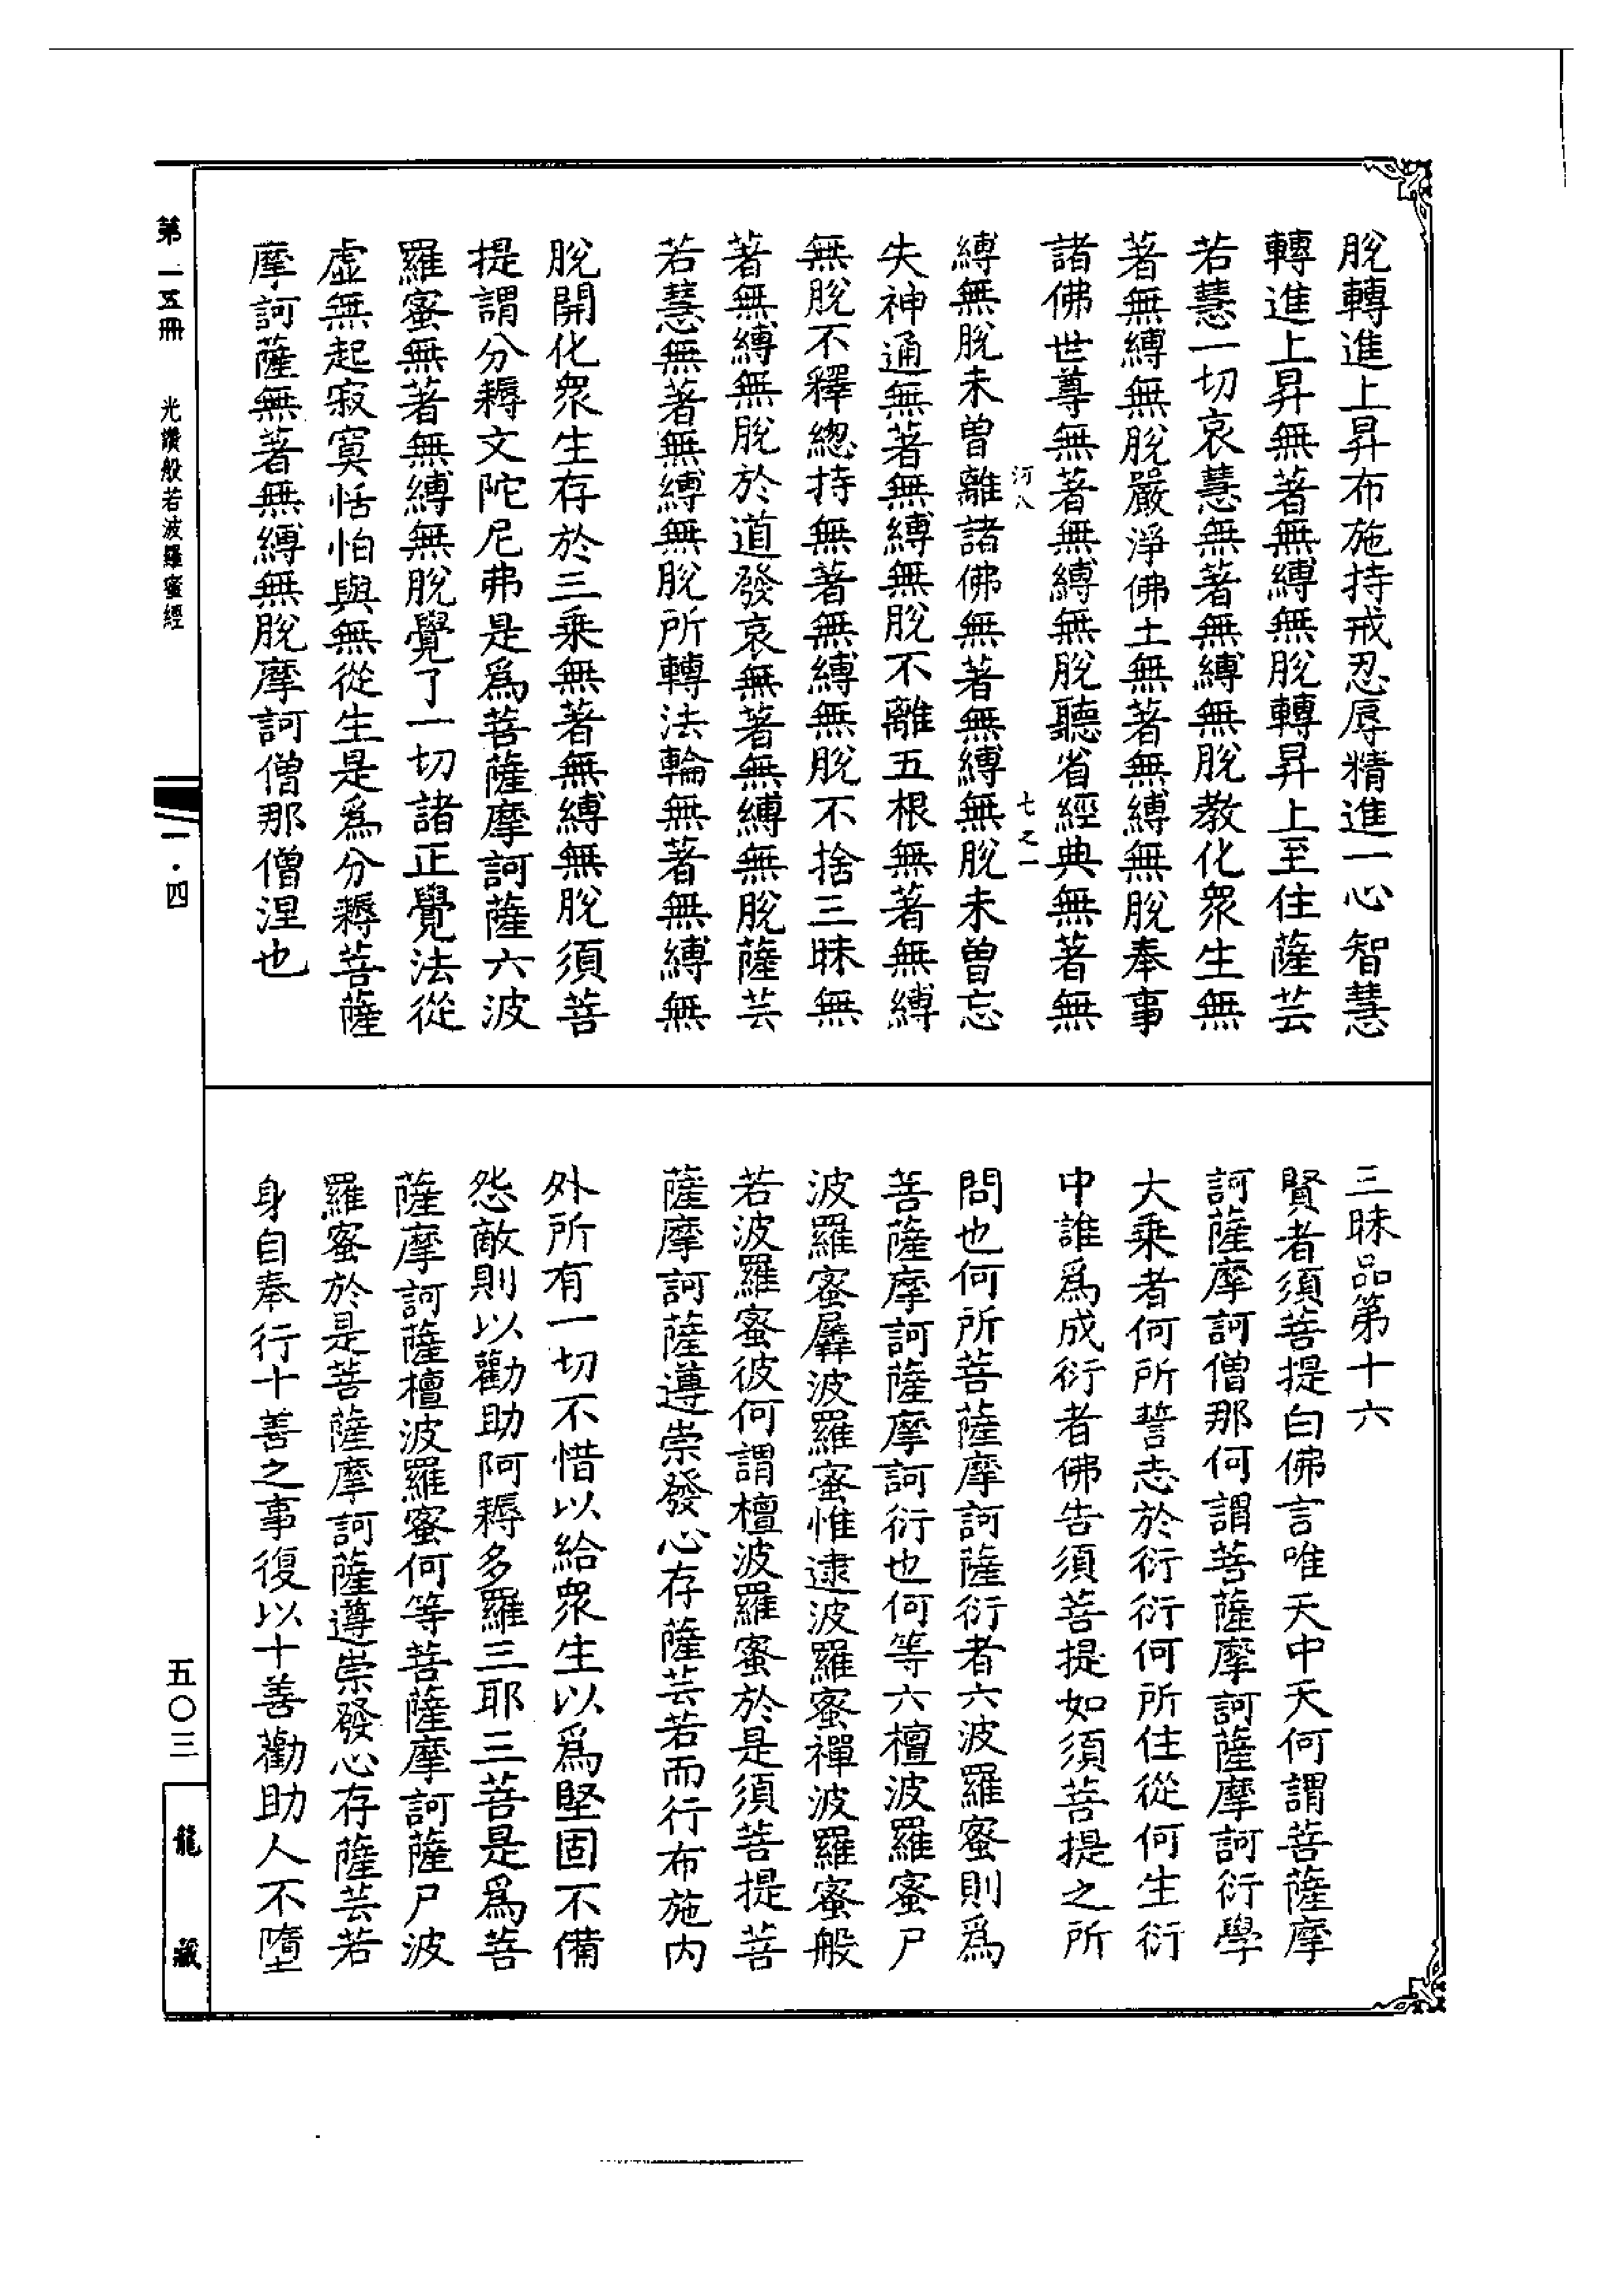 脫轉進上昇布施持戒忍辱精進一心智慧
轉進上昇無著無縛無脫轉昇上至住薩芸
若慧一切哀慧無著無縛無脫教化眾生無
著無縛無脫嚴淨佛土無著無縛無脫奉事
諸佛世尊無著無縛無脫聽省經典無著無
河八 七之一
縛無脫未曾離諸佛無著無縛無脫未曾忘
失神通無著無縛無脫不離五根無著無縛
無脫不釋總持無著無縛無脫不捨三昧無
著無縛無脫於道發哀無著無縛無脫薩芸
若慧無著無縛無脫所轉法輪無著無縛無
脫開化眾生存於三乘無著無縛無脫須菩
提謂分耨文陀尼弗是為菩薩摩訶薩六波
羅蜜無著無縛無脫覺了一切諸正覺法從
虛無起寂寞恬怕與無從生是為分耨菩薩
摩訶薩無著無縛無脫摩訶僧那僧涅也
三昧品第十六
賢者須菩提白佛言唯天中天何謂菩薩摩
訶薩摩訶僧那何謂菩薩摩訶薩摩訶衍學
大乘者何所誓志於衍衍何所住從何生衍
中誰為成衍者佛告須菩提如須菩提之所
問也何所菩薩摩訶薩衍者六波羅蜜則為
菩薩摩訶薩摩訶衍也何等六檀波羅蜜尸
波羅蜜羼波羅蜜惟逮波羅蜜禪波羅蜜般
若波羅蜜彼何謂檀波羅蜜於是須菩提菩
薩摩訶薩遵崇發心存薩芸若而行布施內
外所有一切不惜以給眾生以為堅固不備
怨敵則以勸助阿耨多羅三耶三菩是為菩
薩摩訶薩檀波羅蜜何等菩薩摩訶薩尸波
羅蜜於是菩薩摩訶薩遵崇發心存薩芸若
身自奉行十善之事復以十善勸助人不墮
第一五冊 光讚般若波羅蜜經 一·四 五〇三 龍藏